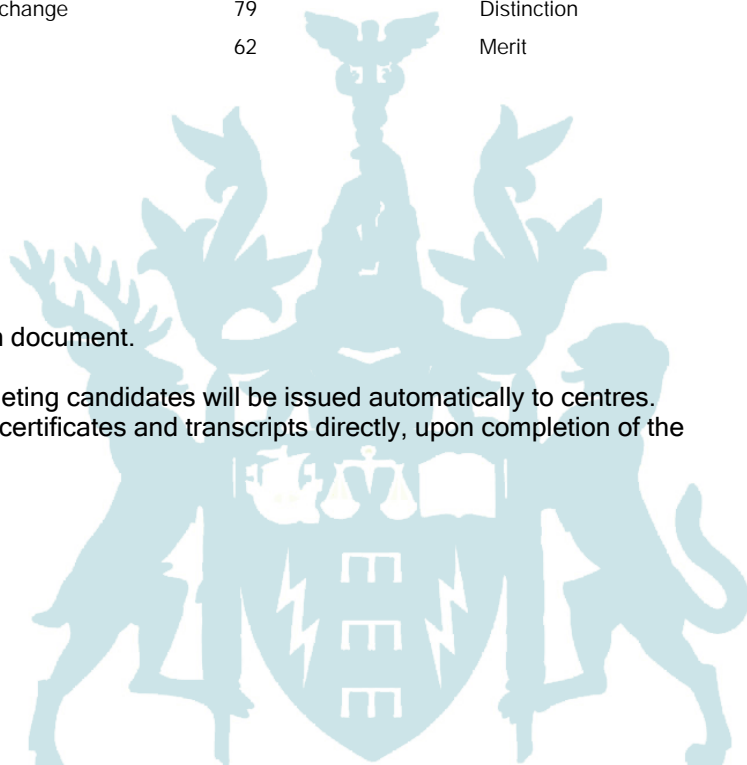 change 79 Distinction
62 Merit
document.
eting candidates will be issued automatically to centres.
certificates and transcripts directly, upon completion of the